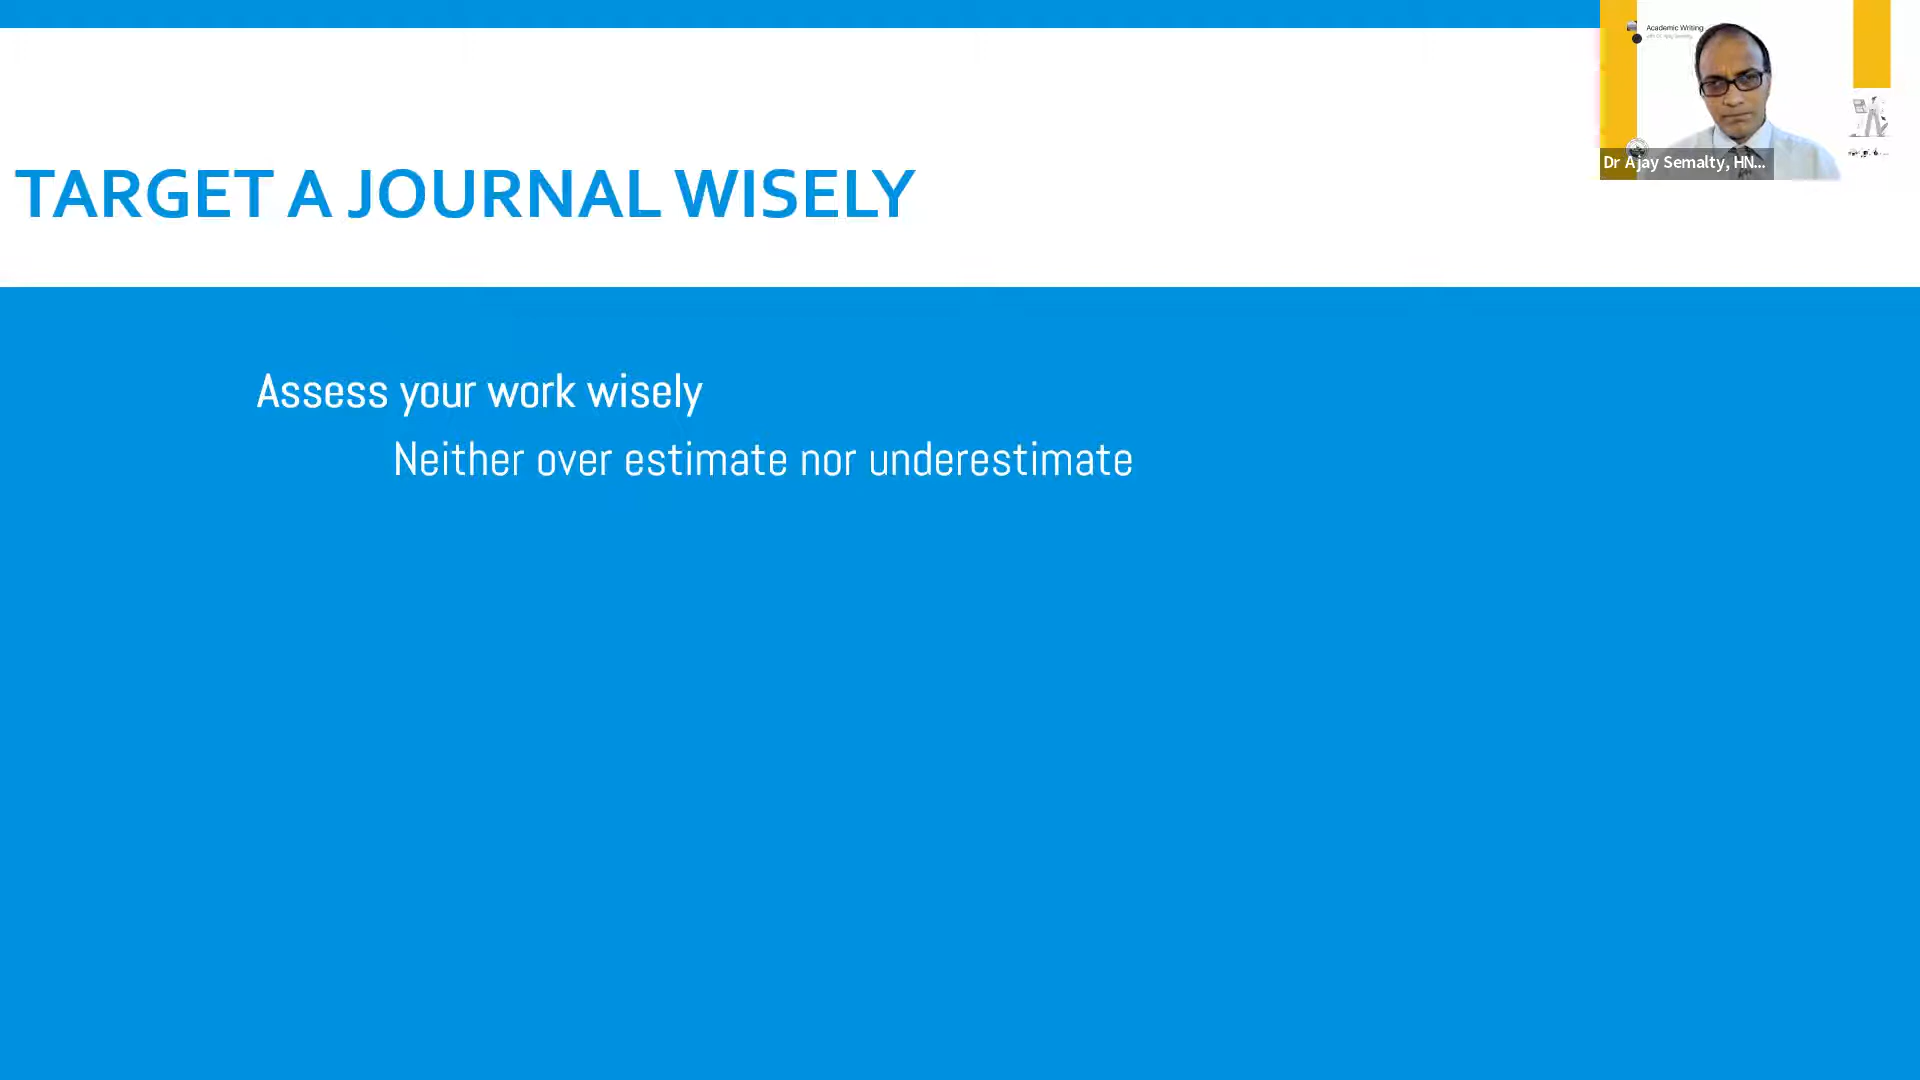 Academic Writing
TARGET A JOURNAL WISELY
Dr Ajay Semalty, HN...
Assess your work wisely
Neither over estimate nor underestimate